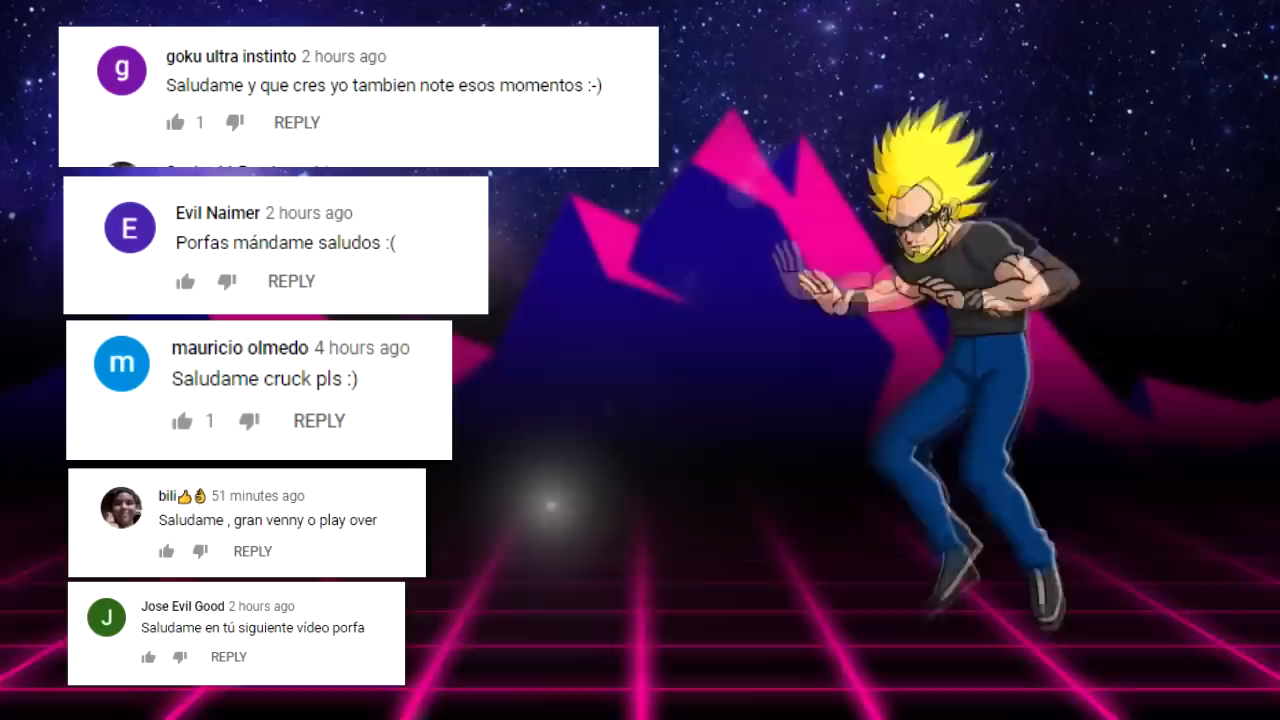 goku ultra instinto 2 hours ago
Saludame y que cres yo tambien note esos momentos :-)
1 REPLY
Evil Naimer 2 hours ago
Porfas mándame saludos :(
REPLY
mauricio olmedo 4 hours ago
Saludame cruck pls :)
1 REPLY
bili👍👌 51 minutes ago
Saludame , gran venny o play over
REPLY
Jose Evil Good 2 hours ago
Saludame en tú siguiente vídeo porfa
REPLY